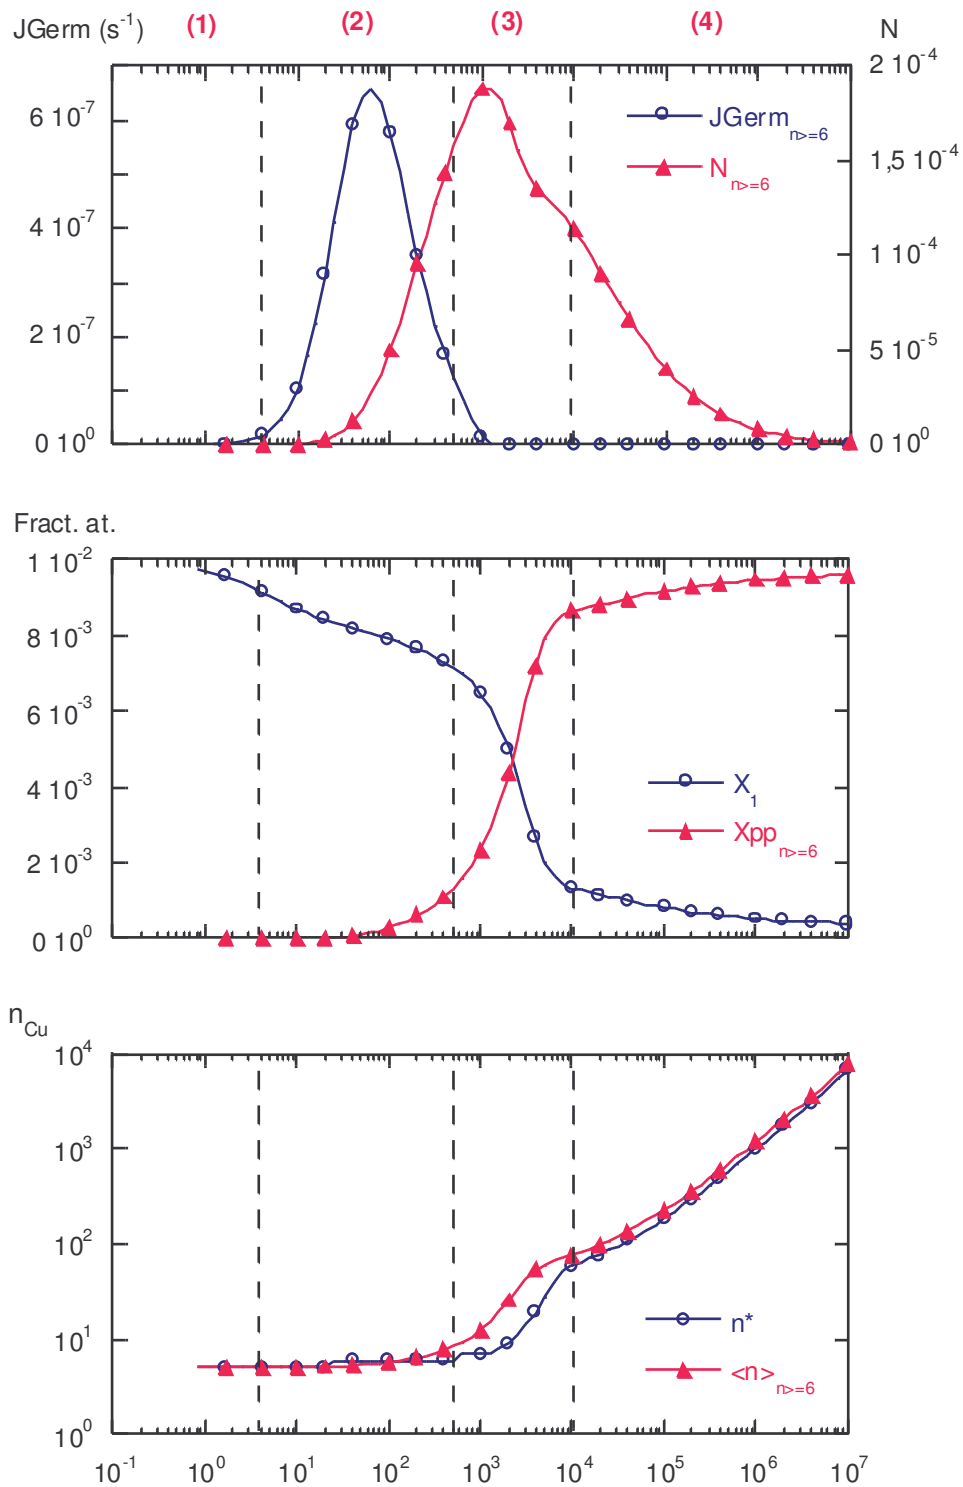 JGerm (s⁻¹) (1) (2) (3) (4) N
2 10⁻⁴
6 10⁻⁷
JGerm n>=6
1,5 10⁻⁴
N n>=6
4 10⁻⁷
1 10⁻⁴
2 10⁻⁷
5 10⁻⁵
0 10⁰ 0 10⁰
Fract. at.
1 10⁻²
8 10⁻³
6 10⁻³
4 10⁻³
X₁
Xpp n>=6
2 10⁻³
0 10⁰
n Cu
10⁴
10³
10²
10¹
n*
<n> n>=6
10⁰
10⁻¹ 10⁰ 10¹ 10² 10³ 10⁴ 10⁵ 10⁶ 10⁷